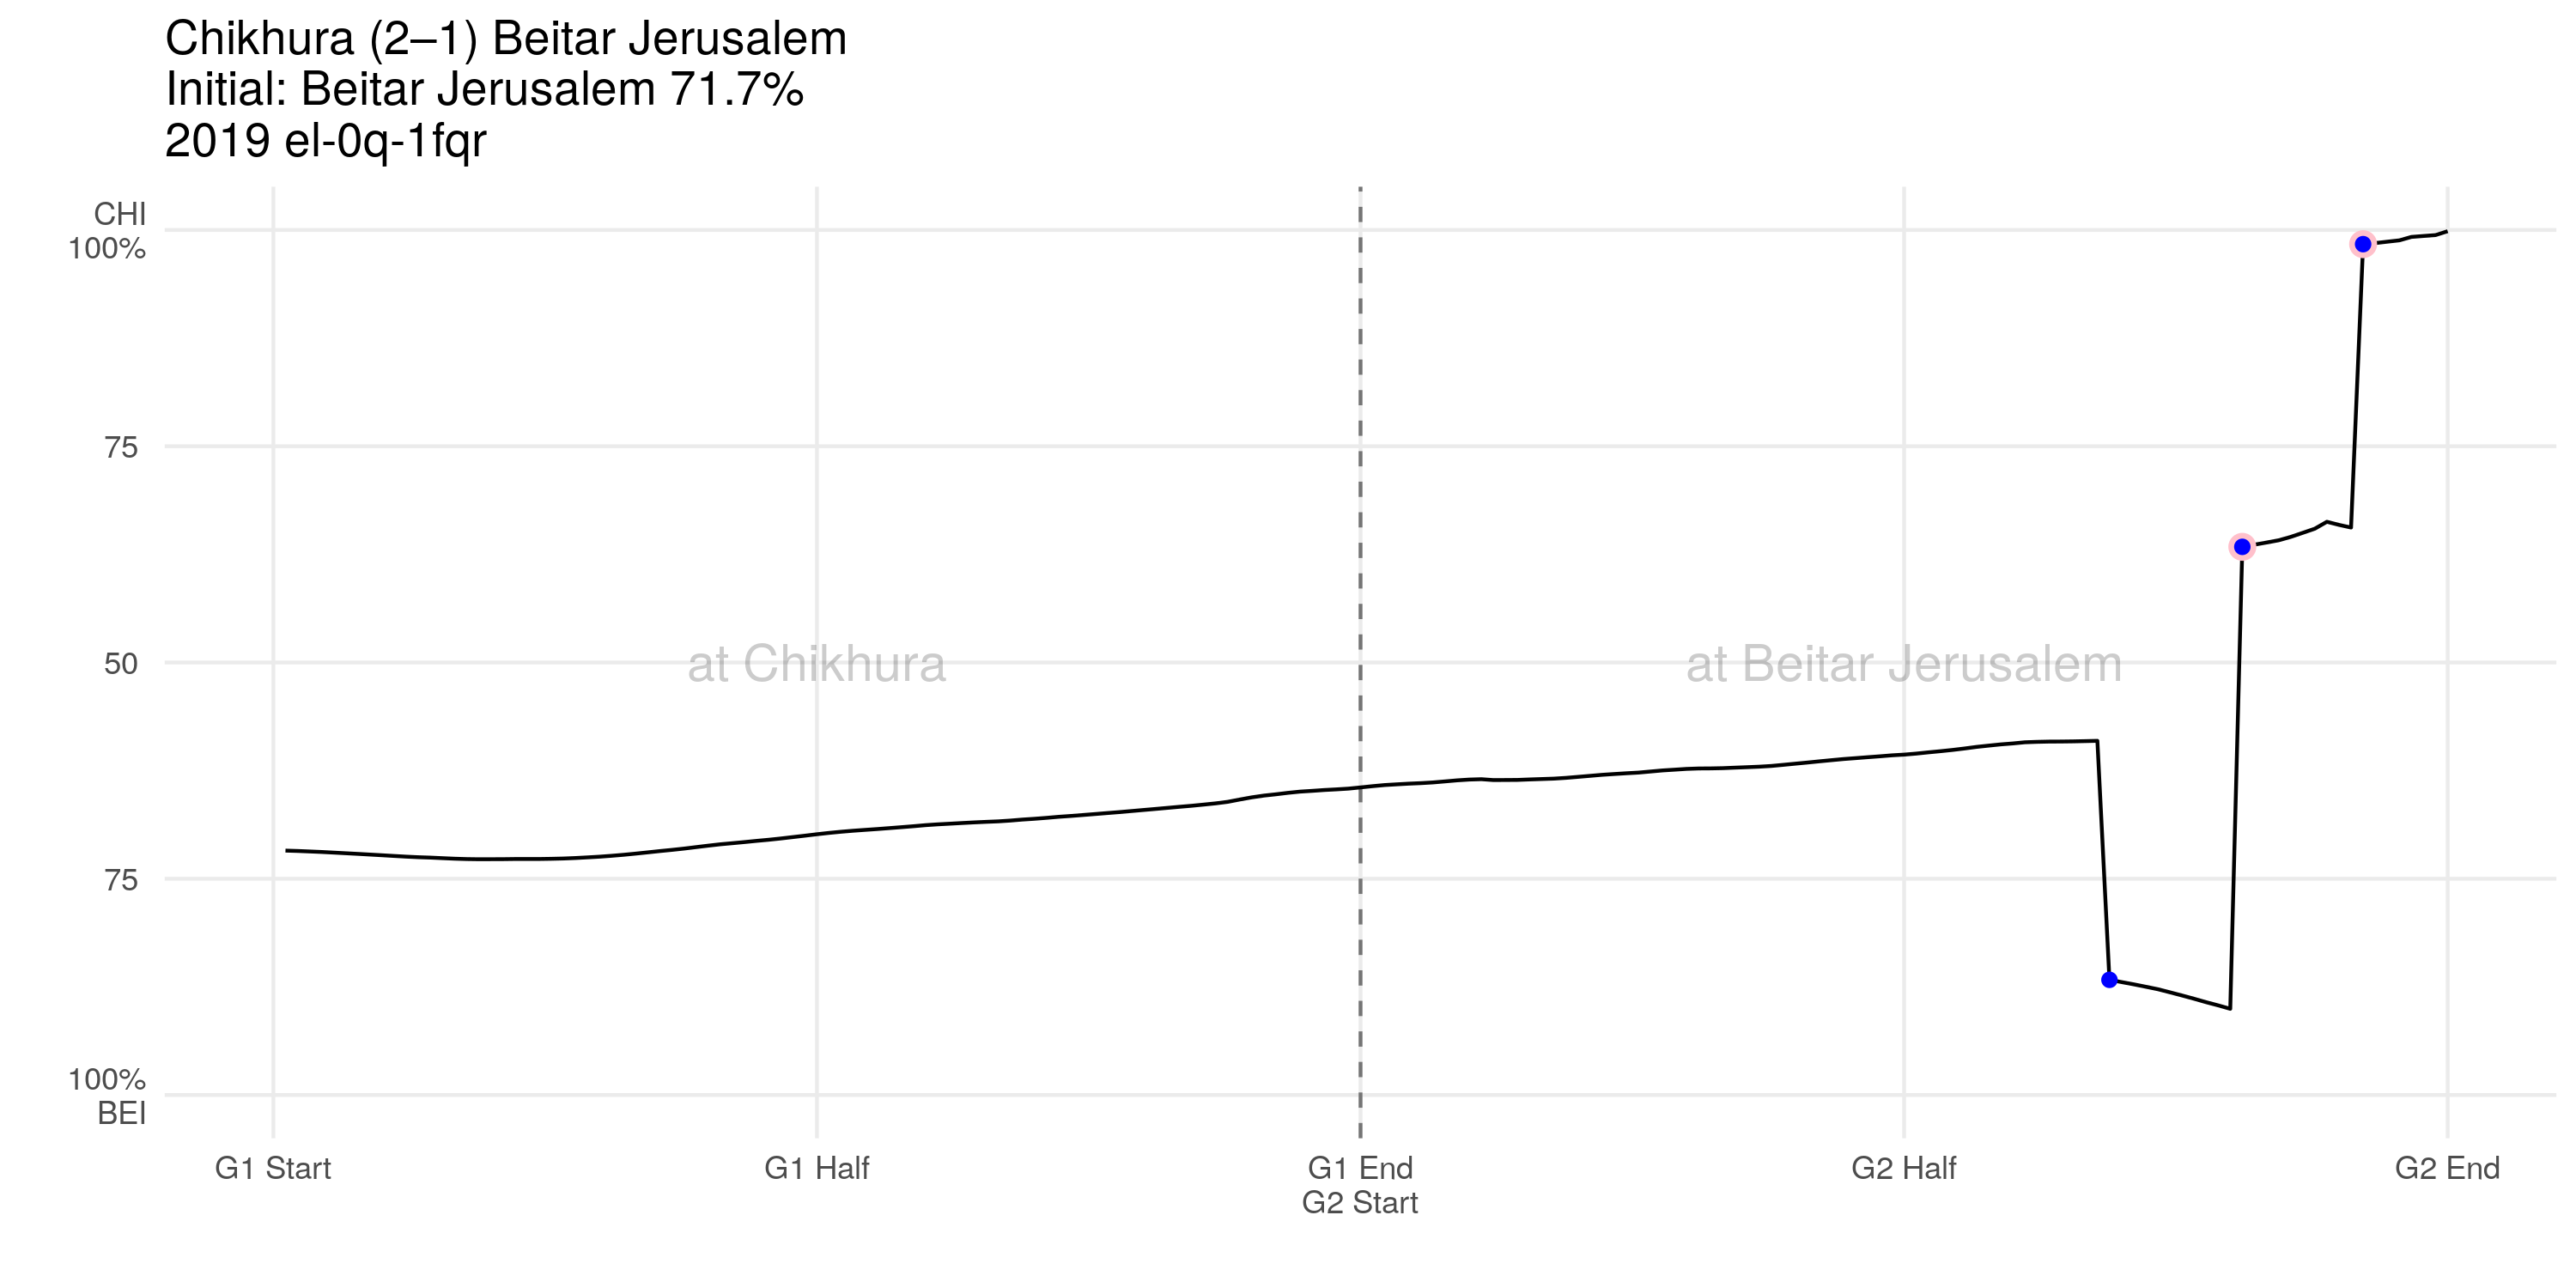 Chikhura (2–1) Beitar Jerusalem
Initial: Beitar Jerusalem 71.7%
2019 el-0q-1fqr
CHI
100%
75
50
75
100%
BEI
at Chikhura
at Beitar Jerusalem
G1 Start
G1 Half
G1 End
G2 Start
G2 Half
G2 End